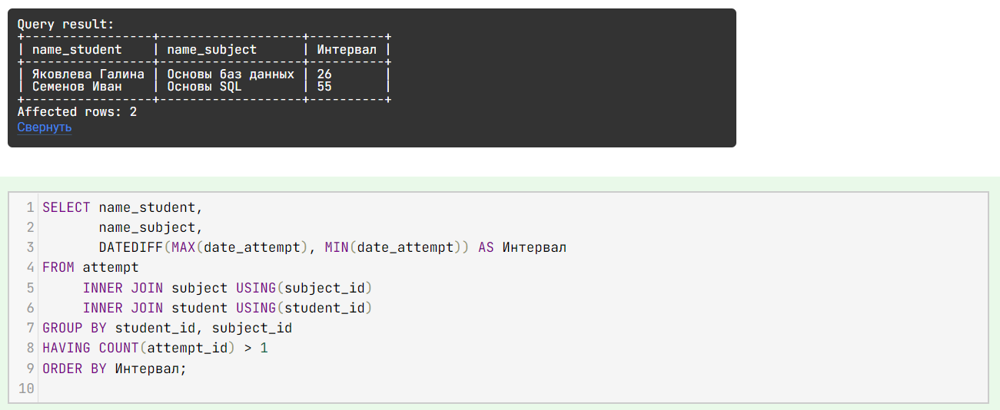 Query result:
+-----------------+-------------------+----------+
| name_student    | name_subject      | Интервал |
+-----------------+-------------------+----------+
| Яковлева Галина | Основы баз данных | 26       |
| Семенов Иван    | Основы SQL        | 55       |
+-----------------+-------------------+----------+
Affected rows: 2
Свернуть
1 SELECT name_student,
2        name_subject,
3        DATEDIFF(MAX(date_attempt), MIN(date_attempt)) AS Интервал
4 FROM attempt
5      INNER JOIN subject USING(subject_id)
6      INNER JOIN student USING(student_id)
7 GROUP BY student_id, subject_id
8 HAVING COUNT(attempt_id) > 1
9 ORDER BY Интервал;
10